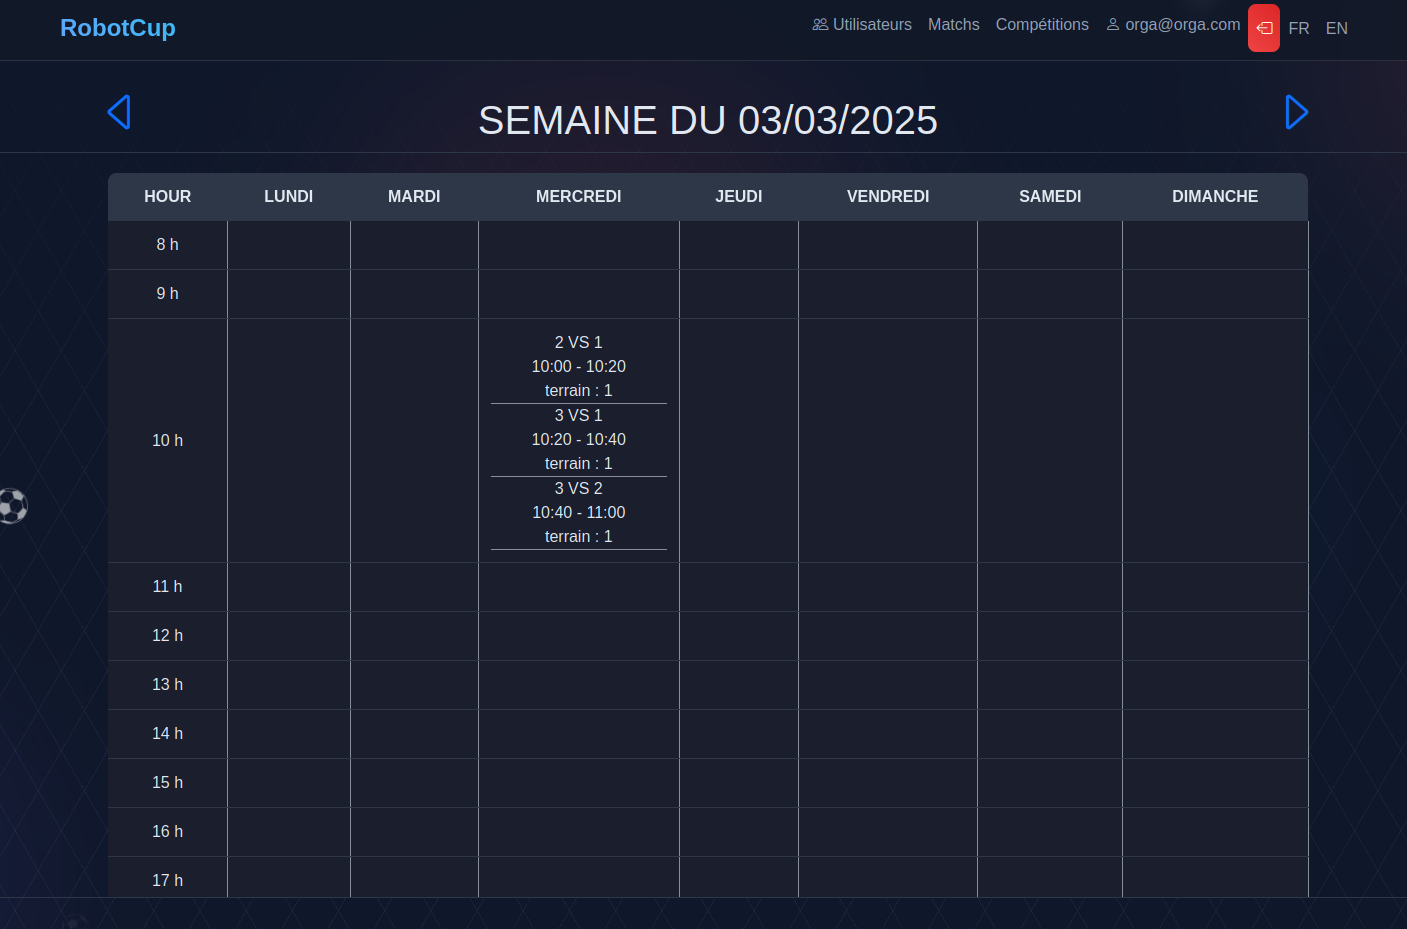 RobotCup
Utilisateurs Matchs Compétitions orga@orga.com FR EN
SEMAINE DU 03/03/2025
HOUR LUNDI MARDI MERCREDI JEUDI VENDREDI SAMEDI DIMANCHE
8 h
9 h
10 h
2 VS 1
10:00 - 10:20
terrain : 1
3 VS 1
10:20 - 10:40
terrain : 1
3 VS 2
10:40 - 11:00
terrain : 1
11 h
12 h
13 h
14 h
15 h
16 h
17 h